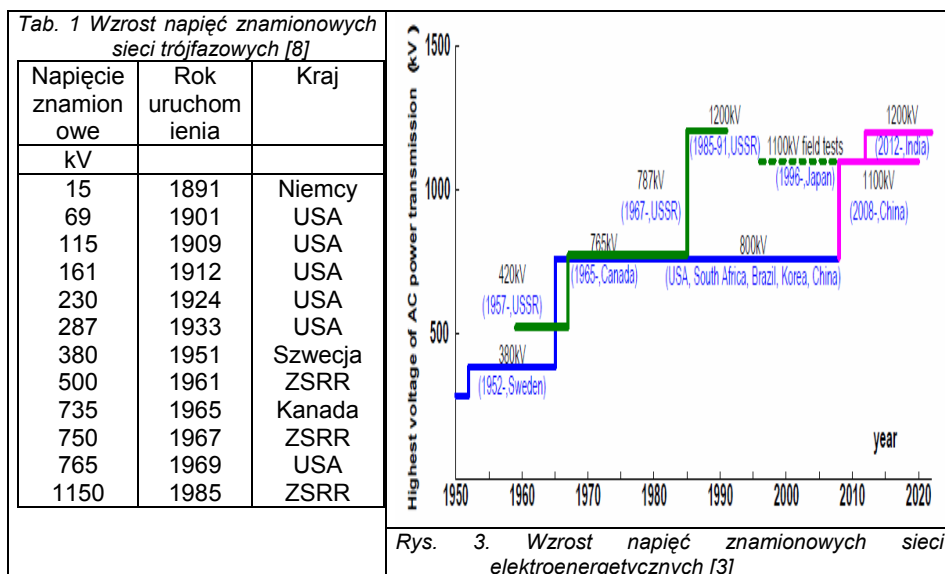 Tab. 1 Wzrost napięć znamionowych
sieci trójfazowych [8]
Napięcie
znamion
owe
Rok
uruchom
ienia
Kraj
kV
15 1891 Niemcy
69 1901 USA
115 1909 USA
161 1912 USA
230 1924 USA
287 1933 USA
380 1951 Szwecja
500 1961 ZSRR
735 1965 Kanada
750 1967 ZSRR
765 1969 USA
1150 1985 ZSRR
Highest voltage of AC power transmission (kV)
1500
1000
500
1200kV
(1985-91,USSR)
1100kV field tests
(1996-,Japan)
1200kV
(2012-,India)
1100kV
(2008-,China)
787kV
(1967-,USSR)
765kV
(1965-,Canada)
800kV
(USA, South Africa, Brazil, Korea, China)
420kV
(1957-,USSR)
380kV
(1952-,Sweden)
year
1950 1960 1970 1980 1990 2000 2010 2020
Rys. 3. Wzrost napięć znamionowych sieci
elektroenergetycznych [3]